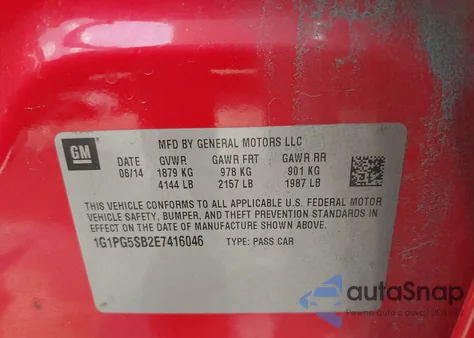 GM
MFD BY GENERAL MOTORS LLC
DATE GVWR GAWR FRT GAWR RR
06/14 1879 KG 978 KG 901 KG
4144 LB 2157 LB 1987 LB
THIS VEHICLE CONFORMS TO ALL APPLICABLE U.S. FEDERAL MOTOR
VEHICLE SAFETY, BUMPER, AND THEFT PREVENTION STANDARDS IN
EFFECT ON THE DATE OF MANUFACTURE SHOWN ABOVE.
1G1PG5SB2E7416046 TYPE: PASS CAR
autoSnap
Pewne auta z